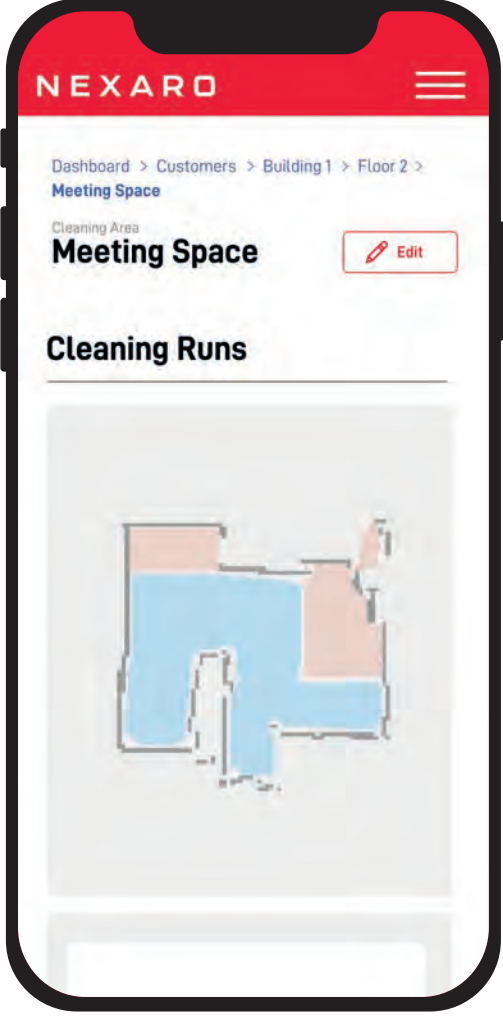 NEXARO
Dashboard > Customers > Building 1 > Floor 2 >
Meeting Space
Cleaning Area
Meeting Space
Edit
Cleaning Runs